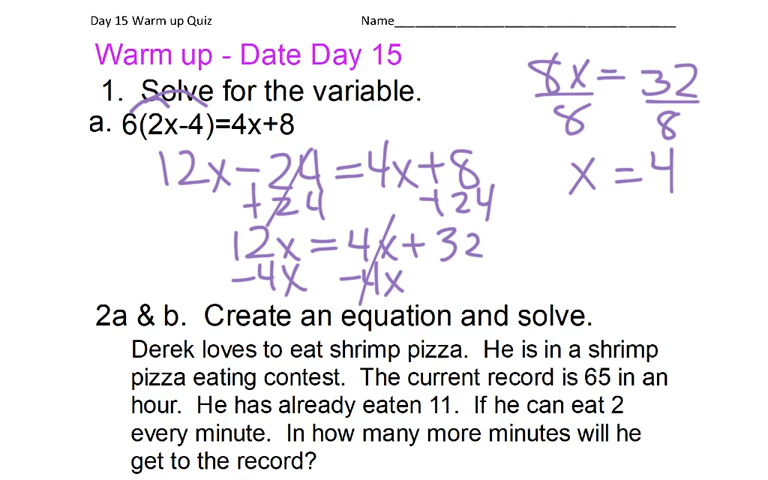 Day 15 Warm up Quiz Name____________________
Warm up - Date Day 15
1. Solve for the variable.
a. 6(2x-4)=4x+8
12x-24=4x+8
+24 +24
12x=4x+32
-4x -4x
8x = 32
8 8
x = 4
2a & b. Create an equation and solve.
Derek loves to eat shrimp pizza. He is in a shrimp
pizza eating contest. The current record is 65 in an
hour. He has already eaten 11. If he can eat 2
every minute. In how many more minutes will he
get to the record?